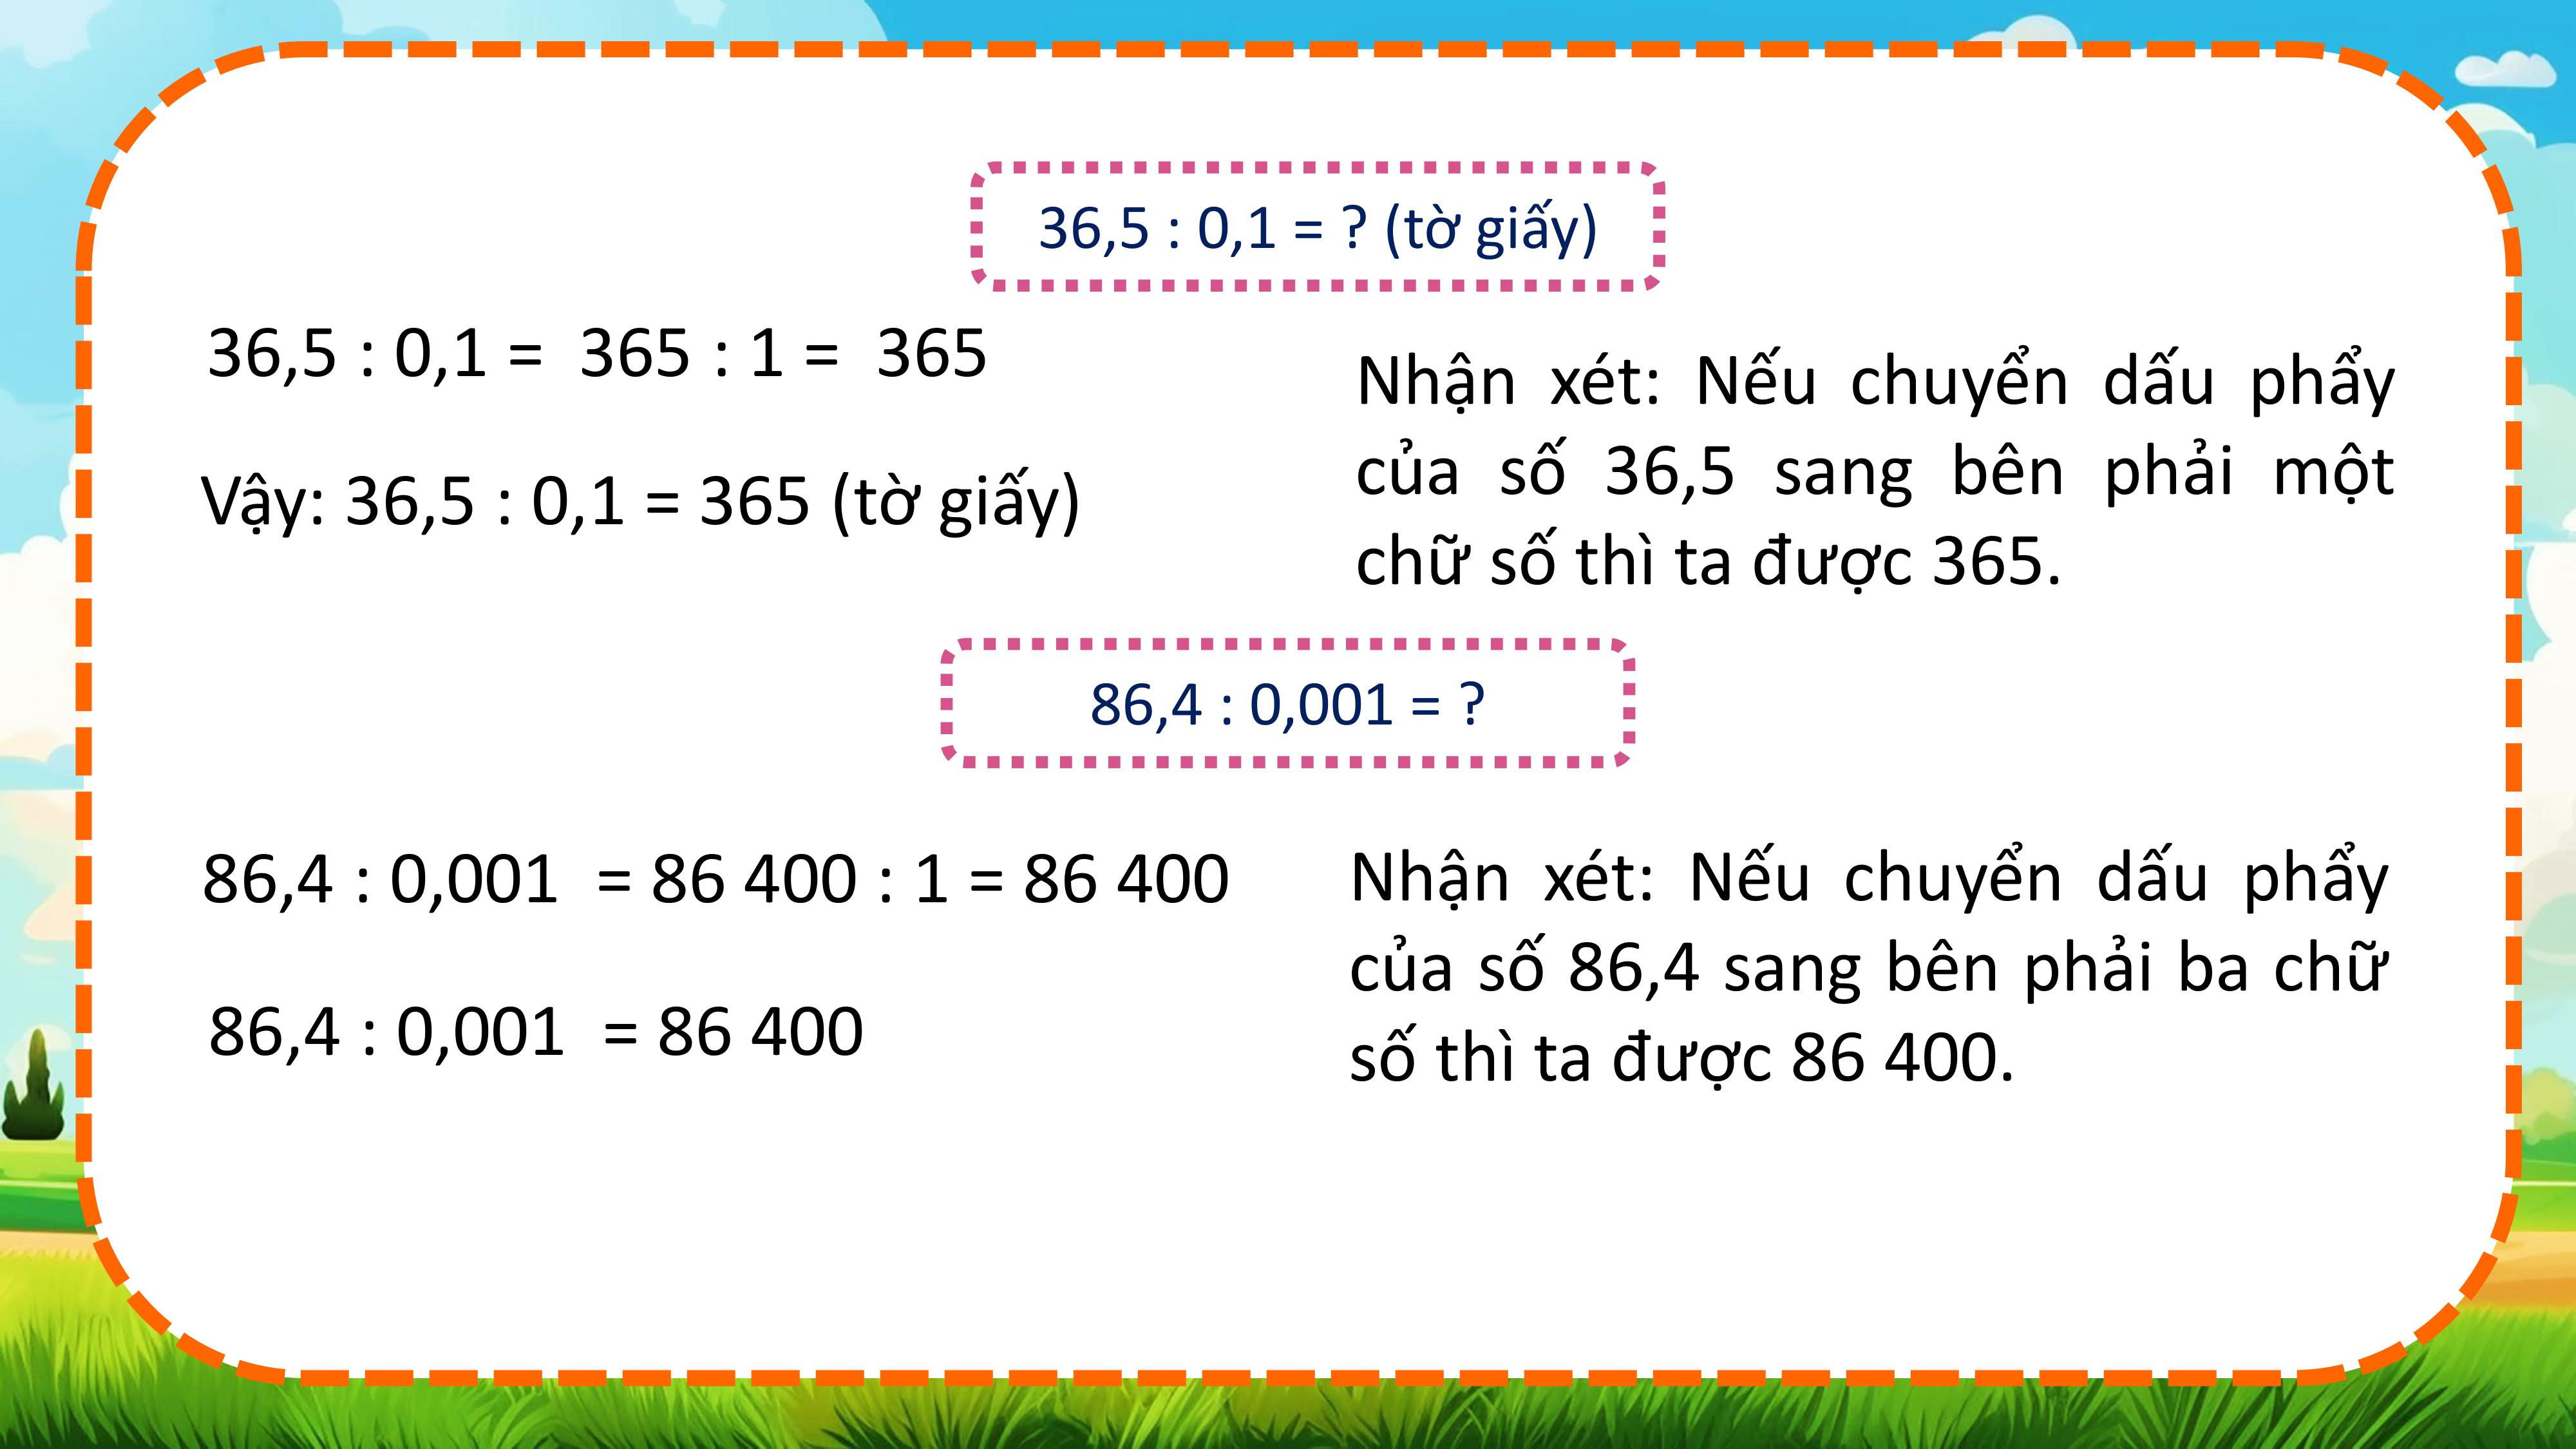 36,5 : 0,1 = ? (tờ giấy)
36,5 : 0,1 = 365 : 1 = 365
Vậy: 36,5 : 0,1 = 365 (tờ giấy)
Nhận xét: Nếu chuyển dấu phẩy
của số 36,5 sang bên phải một
chữ số thì ta được 365.
86,4 : 0,001 = ?
86,4 : 0,001 = 86 400 : 1 = 86 400
86,4 : 0,001 = 86 400
Nhận xét: Nếu chuyển dấu phẩy
của số 86,4 sang bên phải ba chữ
số thì ta được 86 400.